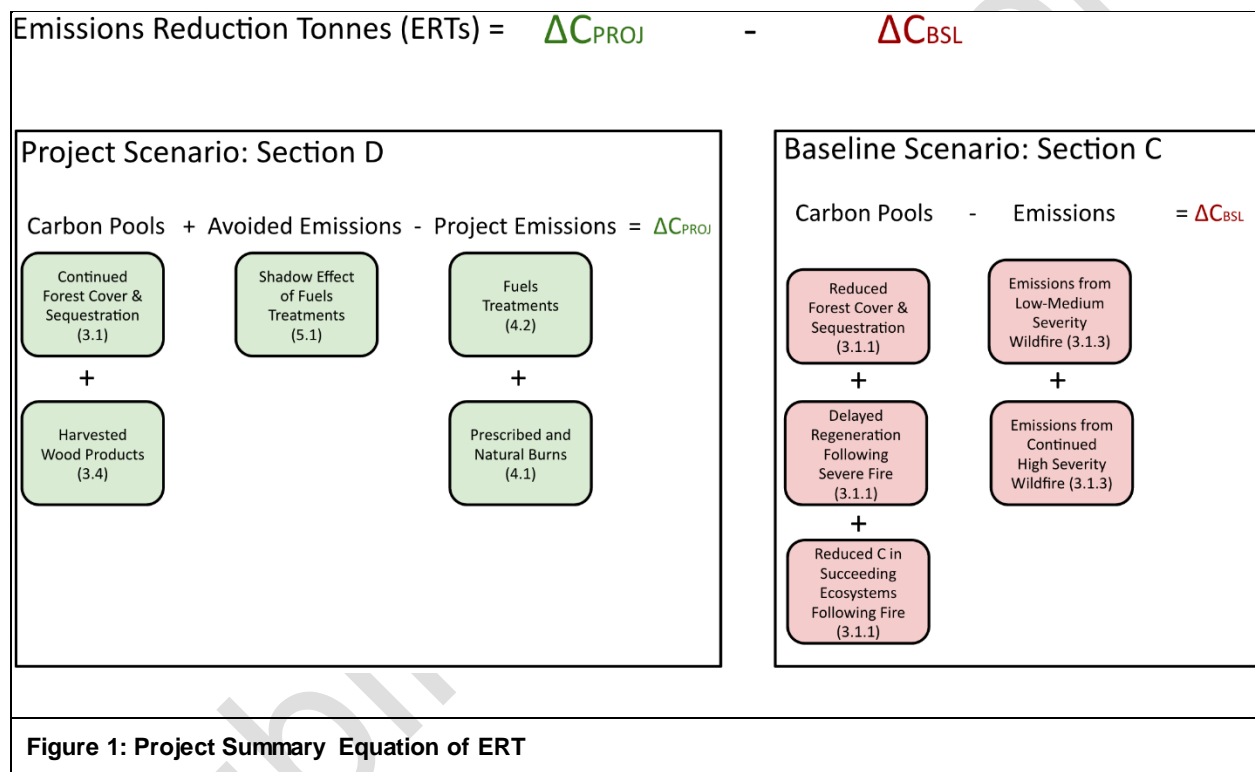 Emissions Reduction Tonnes (ERTs) = ΔCPROJ - ΔCBSL
Project Scenario: Section D
Carbon Pools + Avoided Emissions - Project Emissions = ΔCPROJ
Continued
Forest Cover &
Sequestration
(3.1)
+
Harvested
Wood Products
(3.4)
Shadow Effect
of Fuels
Treatments
(5.1)
Fuels
Treatments
(4.2)
+
Prescribed and
Natural Burns
(4.1)
Baseline Scenario: Section C
Carbon Pools - Emissions = ΔCBSL
Reduced
Forest Cover &
Sequestration
(3.1.1)
+
Delayed
Regeneration
Following
Severe Fire
(3.1.1)
+
Reduced C in
Succeeding
Ecosystems
Following Fire
(3.1.1)
Emissions from
Low-Medium
Severity
Wildfire (3.1.3)
+
Emissions from
Continued
High Severity
Wildfire (3.1.3)
Figure 1: Project Summary Equation of ERT